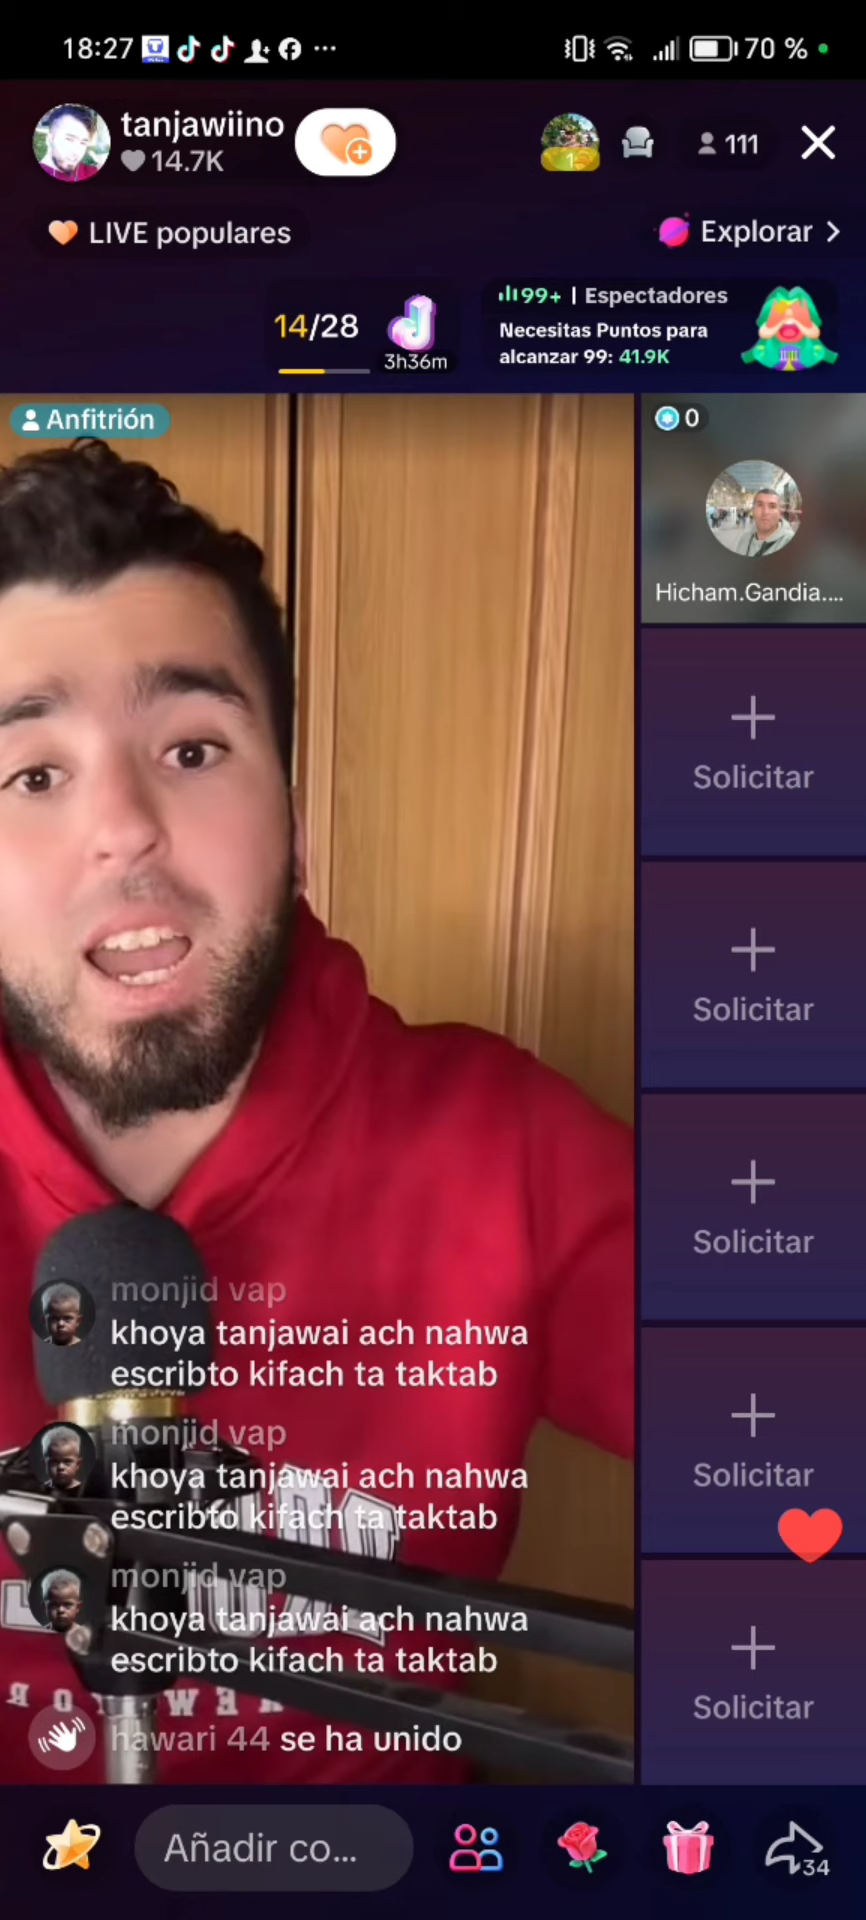 18:27
70 %
tanjawiino
14.7K
1
111
LIVE populares
Explorar >
14/28
3h36m
99+ | Espectadores
Necesitas Puntos para
alcanzar 99: 41.9K
Anfitrión
0
Hicham.Gandia....
Solicitar
Solicitar
Solicitar
Solicitar
Solicitar
monjid vap
khoya tanjawai ach nahwa
escribto kifach ta taktab
monjid vap
khoya tanjawai ach nahwa
escribto kifach ta taktab
monjid vap
khoya tanjawai ach nahwa
escribto kifach ta taktab
hawari 44 se ha unido
Añadir co...
34